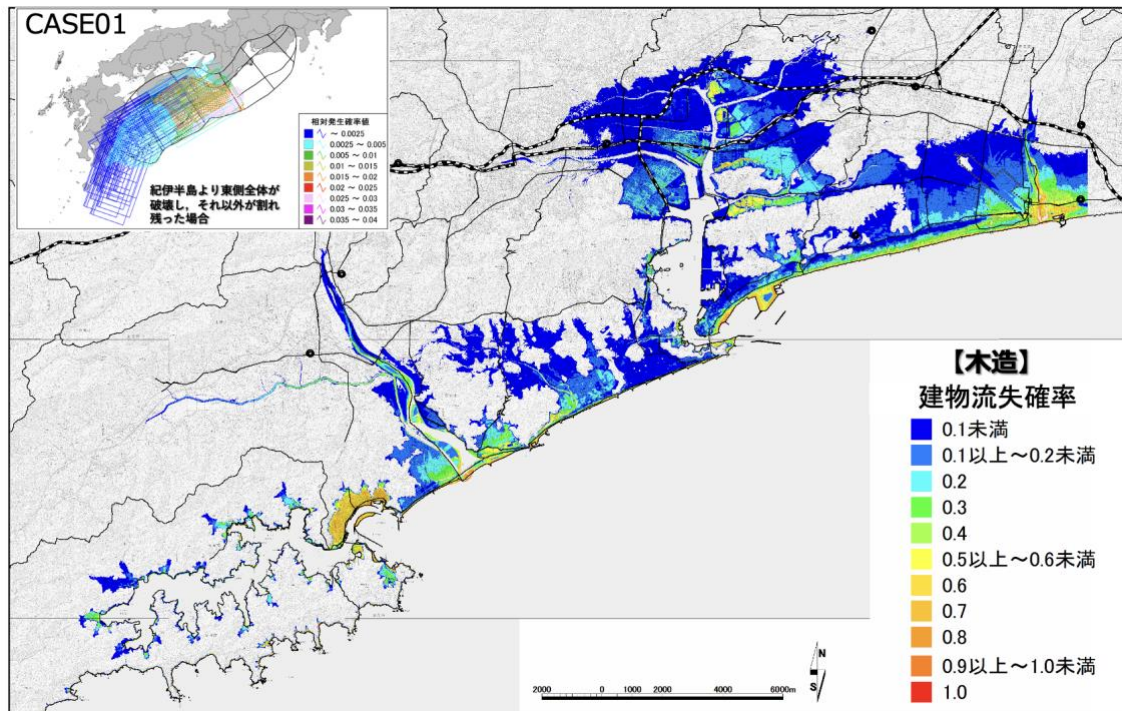 CASE01
相対発生確率値
～ 0.0025
0.0025 ～ 0.005
0.005 ～ 0.01
0.01 ～ 0.015
0.015 ～ 0.02
0.02 ～ 0.025
0.025 ～ 0.03
0.03 ～ 0.035
0.035 ～ 0.04
紀伊半島より東側全体が
破壊し，それ以外が割れ
残った場合
【木造】
建物流失確率
0.1未満
0.1以上～0.2未満
0.2
0.3
0.4
0.5以上～0.6未満
0.6
0.7
0.8
0.9以上～1.0未満
1.0
N
S
2000 0 2000 4000 6000m